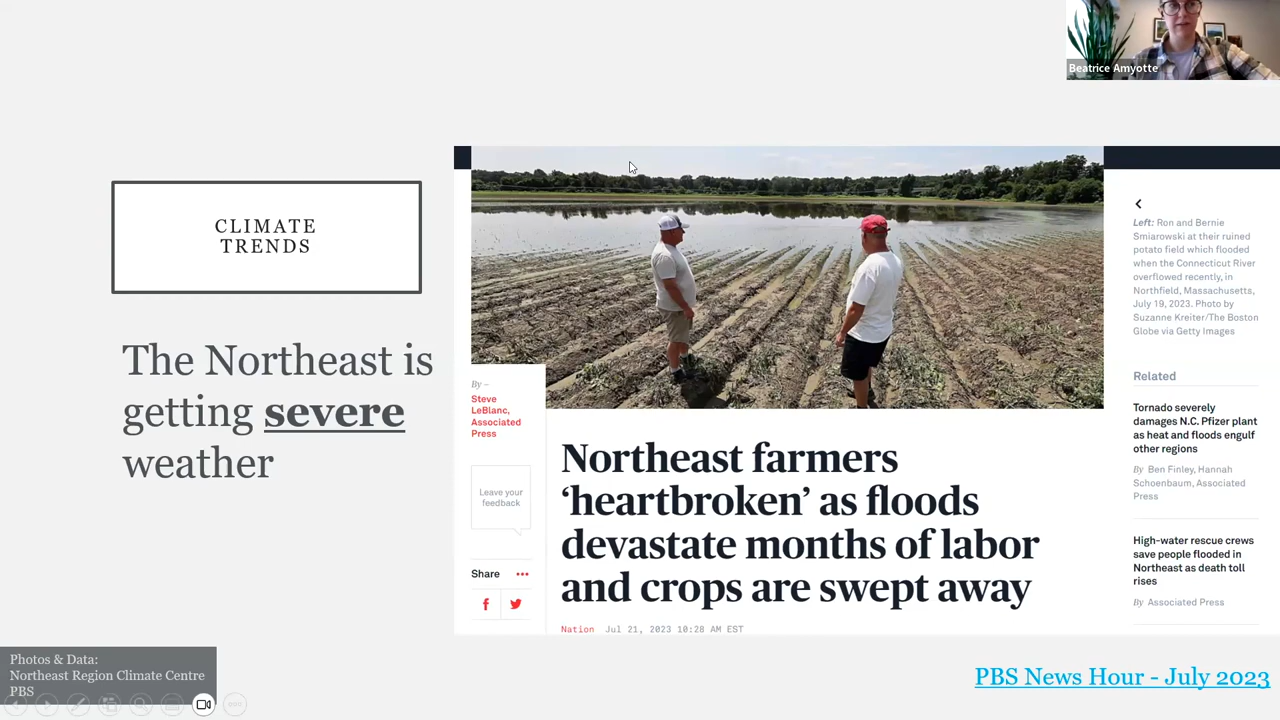 Beatrice Amyotte
CLIMATE
TRENDS
The Northeast is
getting severe
weather
Left: Ron and Bernie
Smiarowski at their ruined
potato field which flooded
when the Connecticut River
overflowed recently, in
Northfield, Massachusetts,
July 19, 2023. Photo by
Suzanne Kreiter/The Boston
Globe via Getty Images
Related
Tornado severely
damages N.C. Pfizer plant
as heat and floods engulf
other regions
By Ben Finley, Hannah
Schoenbaum, Associated
Press
High-water rescue crews
save people flooded in
Northeast as death toll
rises
By Associated Press
By –
Steve
LeBlanc,
Associated
Press
Leave your
feedback
Share
Northeast farmers
‘heartbroken’ as floods
devastate months of labor
and crops are swept away
Nation Jul 21, 2023 10:28 AM EST
Photos & Data:
Northeast Region Climate Centre
PBS
PBS News Hour - July 2023